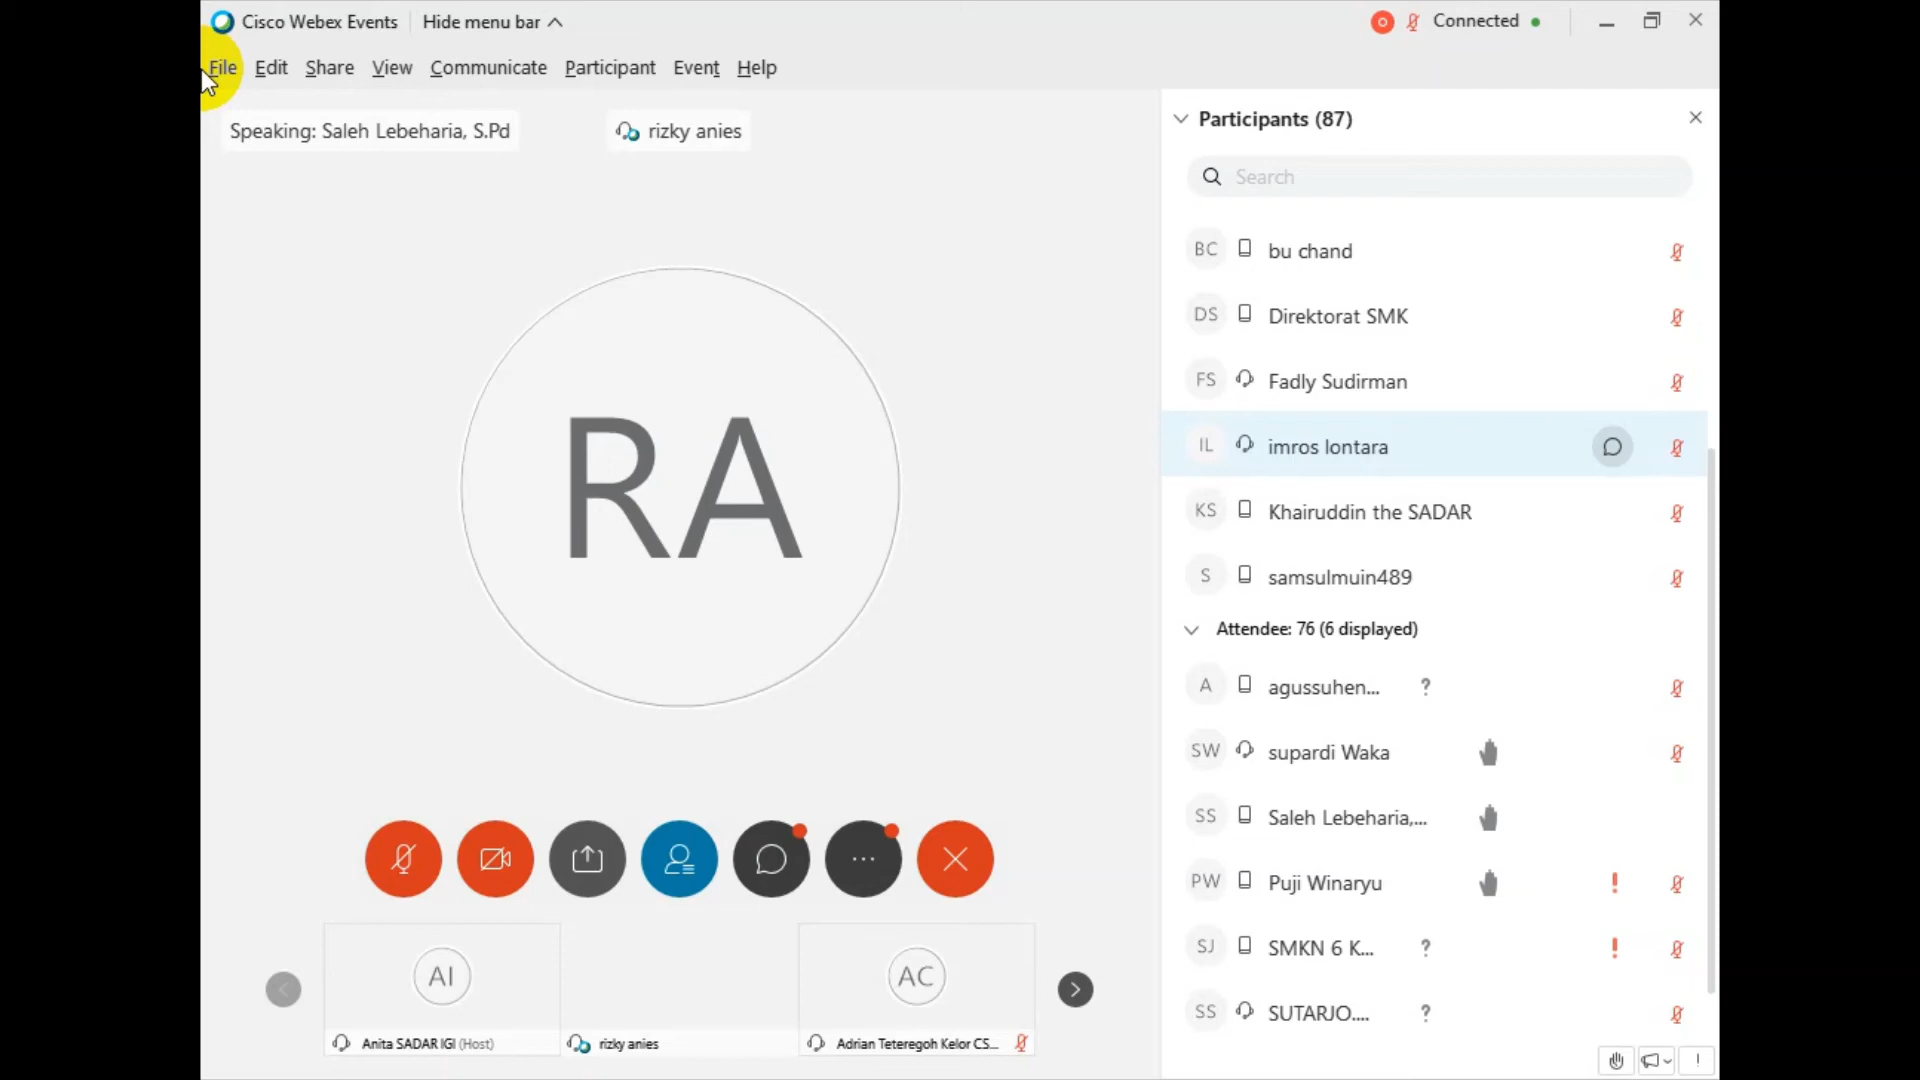 Cisco Webex Events
Hide menu bar
Connected
File Edit Share View Communicate Participant Event Help
Speaking: Saleh Lebeharia, S.Pd
rizky anies
RA
AI
Anita SADAR IGI (Host)
rizky anies
AC
Adrian Teteregoh Kelor CS...
Participants (87)
Search
BC bu chand
DS Direktorat SMK
FS Fadly Sudirman
IL imros lontara
KS Khairuddin the SADAR
S samsulmuin489
Attendee: 76 (6 displayed)
A agussuhen... ?
SW supardi Waka
SS Saleh Lebeharia,...
PW Puji Winaryu !
SJ SMKN 6 K... ? !
SS SUTARJO.... ?
!